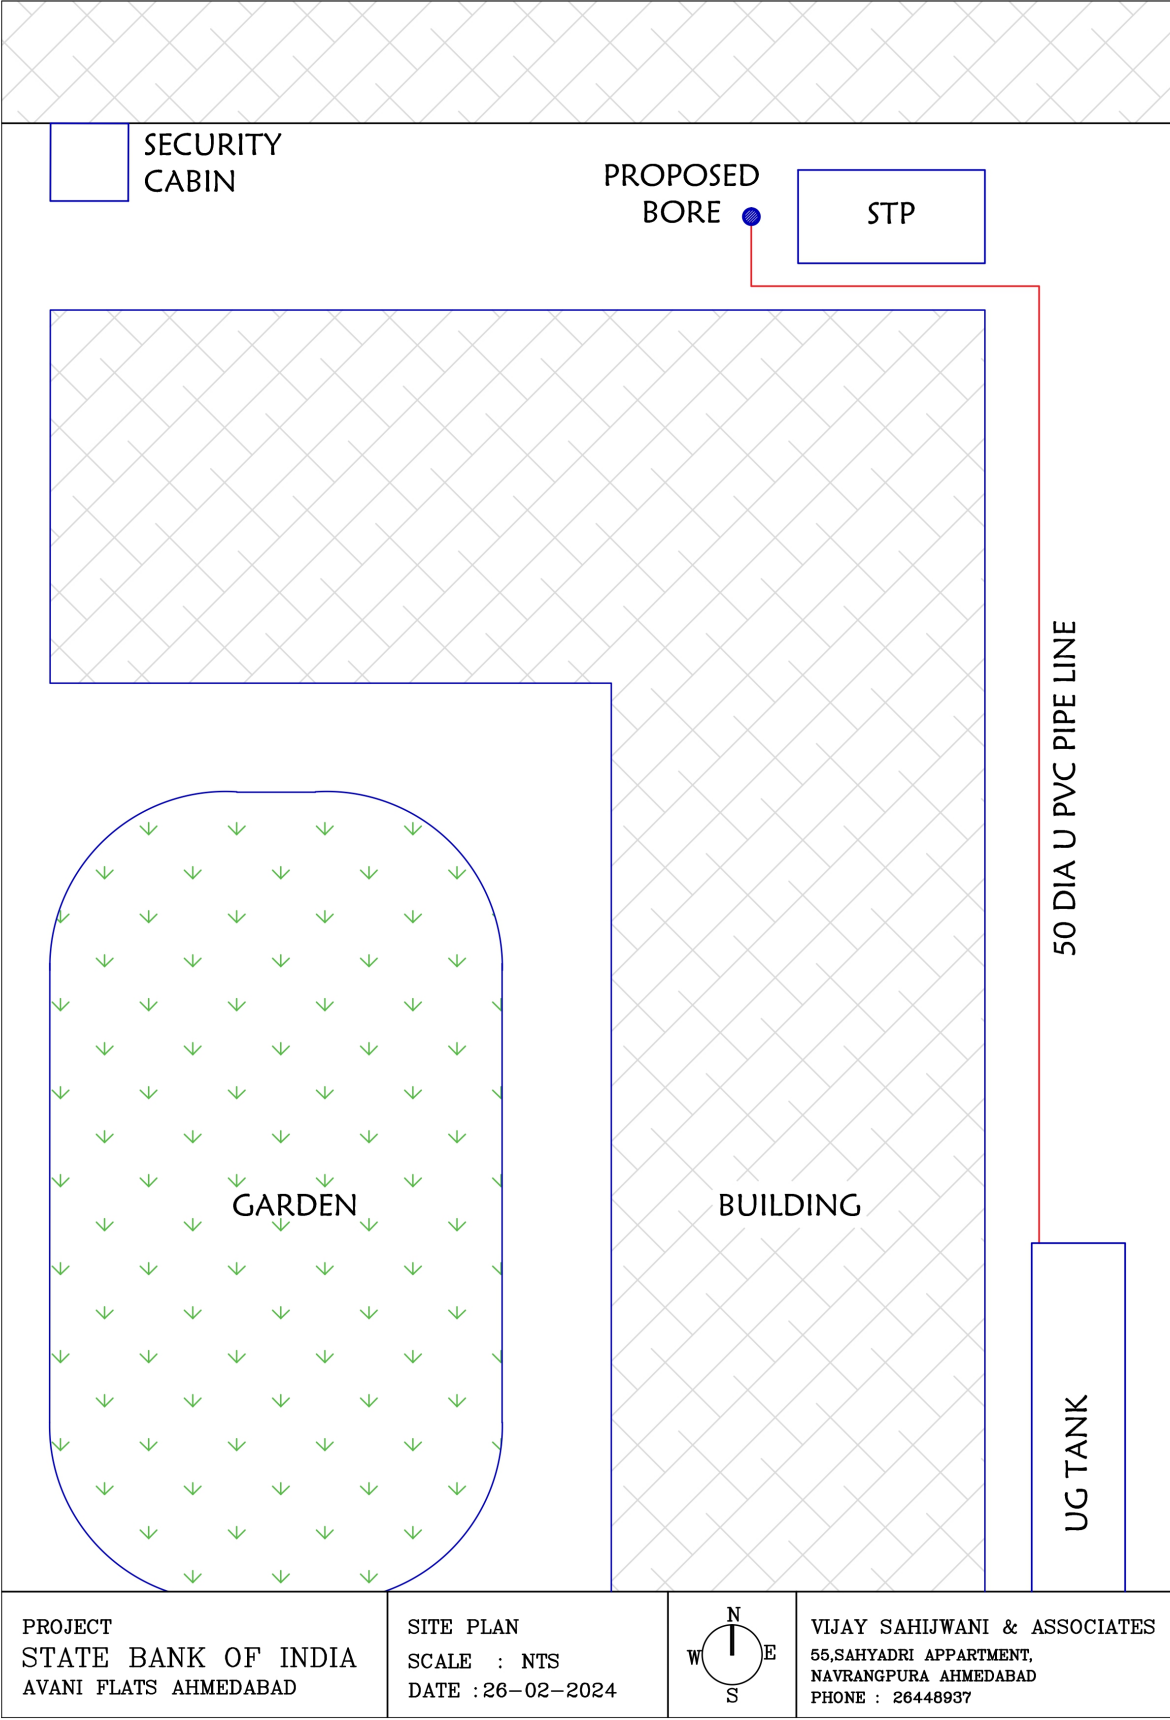 SECURITY
CABIN
PROPOSED
BORE
STP
50 DIA U PVC PIPE LINE
GARDEN
BUILDING
UG TANK
PROJECT
STATE BANK OF INDIA
AVANI FLATS AHMEDABAD
SITE PLAN
SCALE : NTS
DATE :26-02-2024
N
W E
S
VIJAY SAHIJWANI & ASSOCIATES
55,SAHYADRI APPARTMENT,
NAVRANGPURA AHMEDABAD
PHONE : 26448937